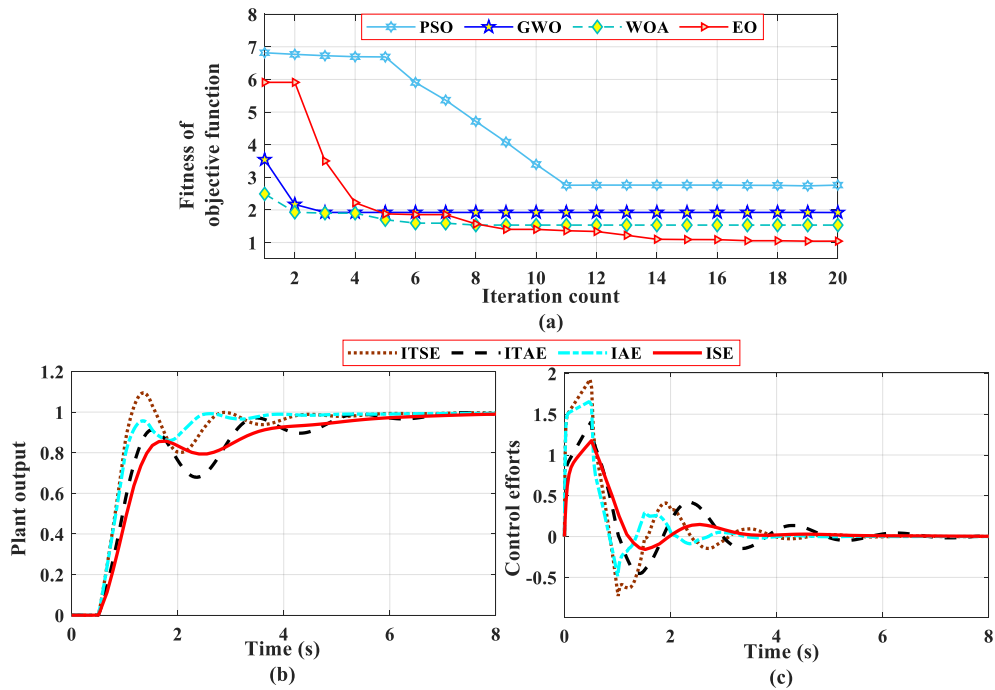 (a)
PSO GWO WOA EO
8
7
6
5
4
3
2
1
Fitness of
objective function
2 4 6 8 10 12 14 16 18 20
Iteration count
(a)
ITSE ITAE IAE ISE
1.2
1
0.8
0.6
0.4
0.2
0
Plant output
0 2 4 6 8
Time (s)
(b)
2
1.5
1
0.5
0
-0.5
Control efforts
0 2 4 6 8
Time (s)
(c)